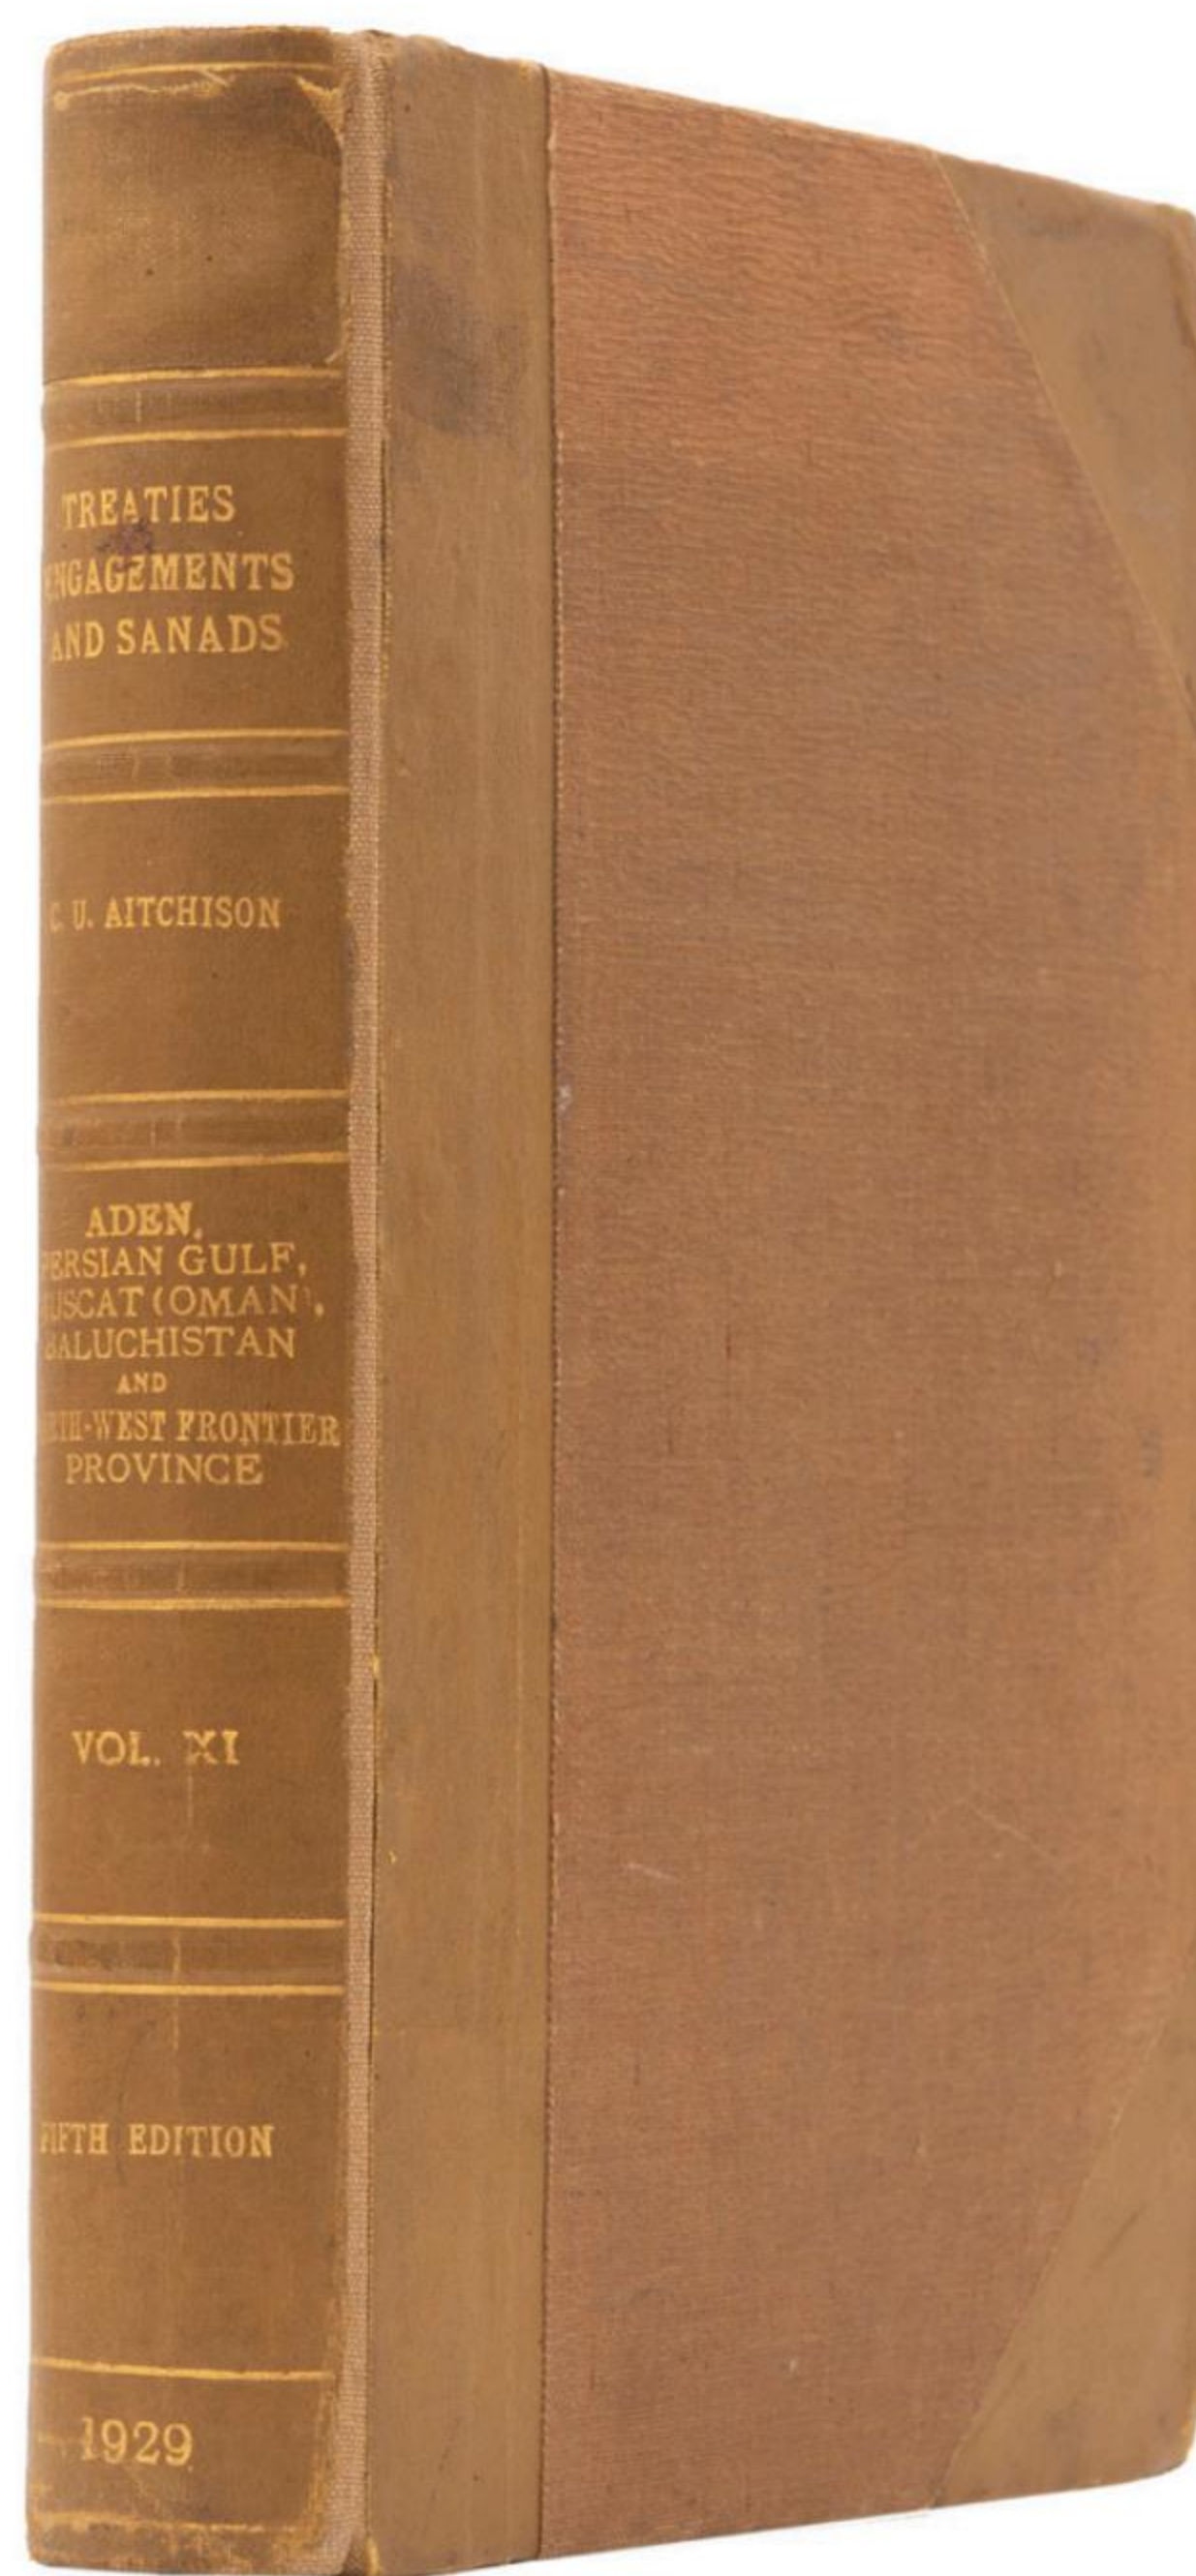 TREATIES
ENGAGEMENTS
AND SANADS
C. U. AITCHISON
ADEN,
PERSIAN GULF,
MUSCAT (OMAN),
BALUCHISTAN
AND
NORTH-WEST FRONTIER
PROVINCE
VOL. XI
FIFTH EDITION
1929